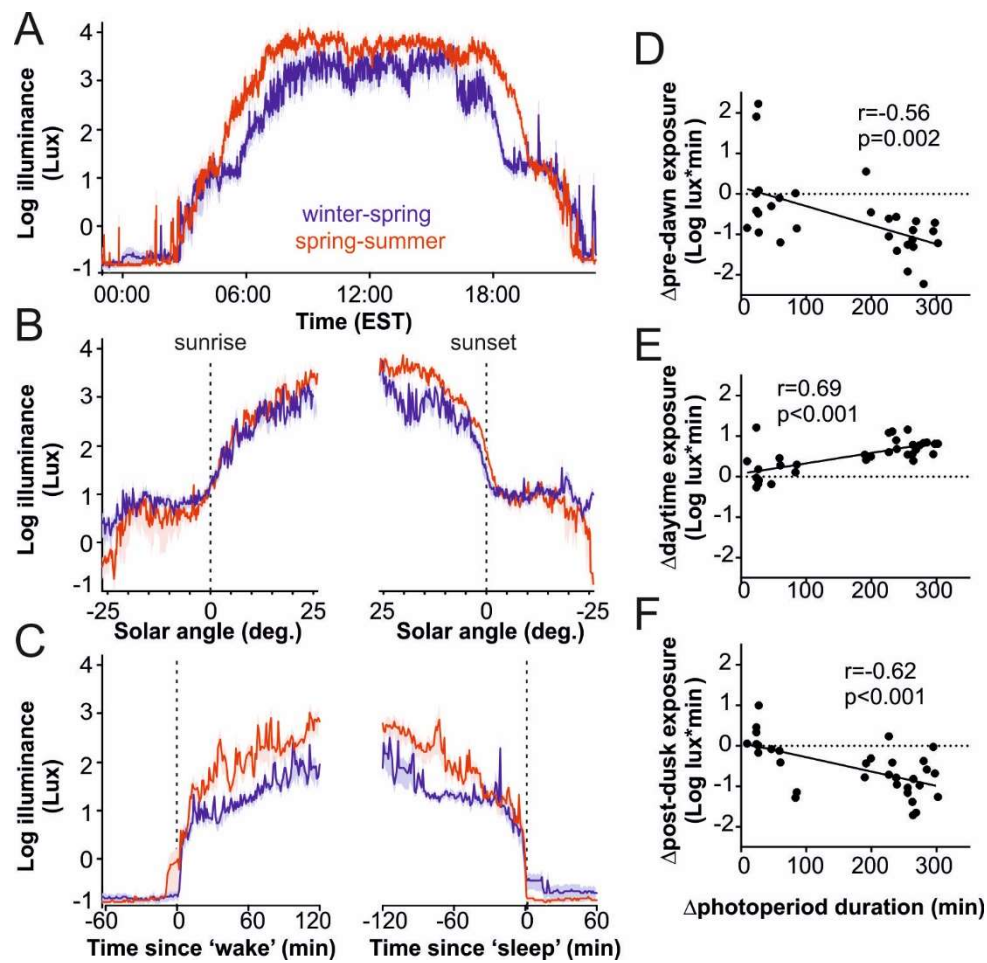 A
Log illuminance
(Lux)
4
3
2
0
-1
winter-spring
spring-summer
00:00 06:00 12:00 18:00
Time (EST)
B
sunrise sunset
Log illuminance
(Lux)
4
3
2
1
0
-1
-25 0 25 25 0 -25
Solar angle (deg.) Solar angle (deg.)
C
Log illuminance
(Lux)
4
3
2
1
0
-1
-60 0 60 120 -120 -60 0 60
Time since ‘wake’ (min) Time since ‘sleep’ (min)
D
Δpre-dawn exposure
(Log lux*min)
2
1
0
-1
-2
r=-0.56
p=0.002
0 100 200 300
E
Δdaytime exposure
(Log lux*min)
2
1
0
1
-2
r=0.69
p<0.001
0 100 200 300
F
Δpost-dusk exposure
(Log lux*min)
2
1
0
-1
-2
r=-0.62
p<0.001
0 100 200 300
Δphotoperiod duration (min)